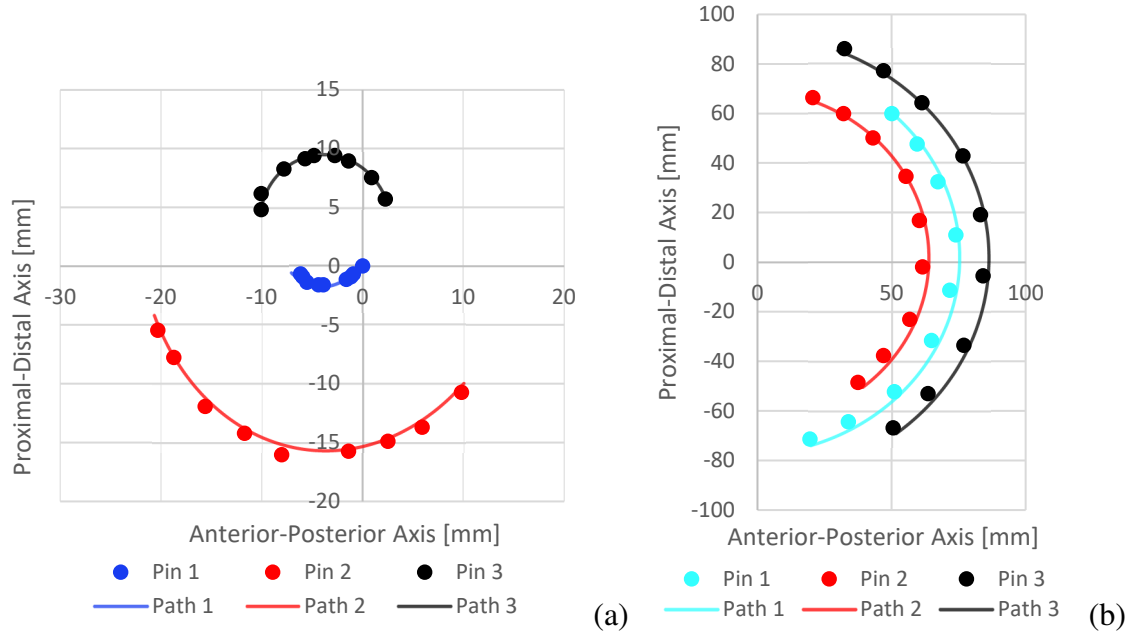 15
10
5
0
-30
-20
-10
0
10
20
-5
-10
-15
-20
Proximal-Distal Axis [mm]
Anterior-Posterior Axis [mm]
Pin 1
Pin 2
Pin 3
Path 1
Path 2
Path 3
(a)
100
80
60
40
20
0
0
50
100
-20
-40
-60
-80
-100
Proximal-Distal Axis [mm]
Anterior-Posterior Axis [mm]
Pin 1
Pin 2
Pin 3
Path 1
Path 2
Path 3
(b)